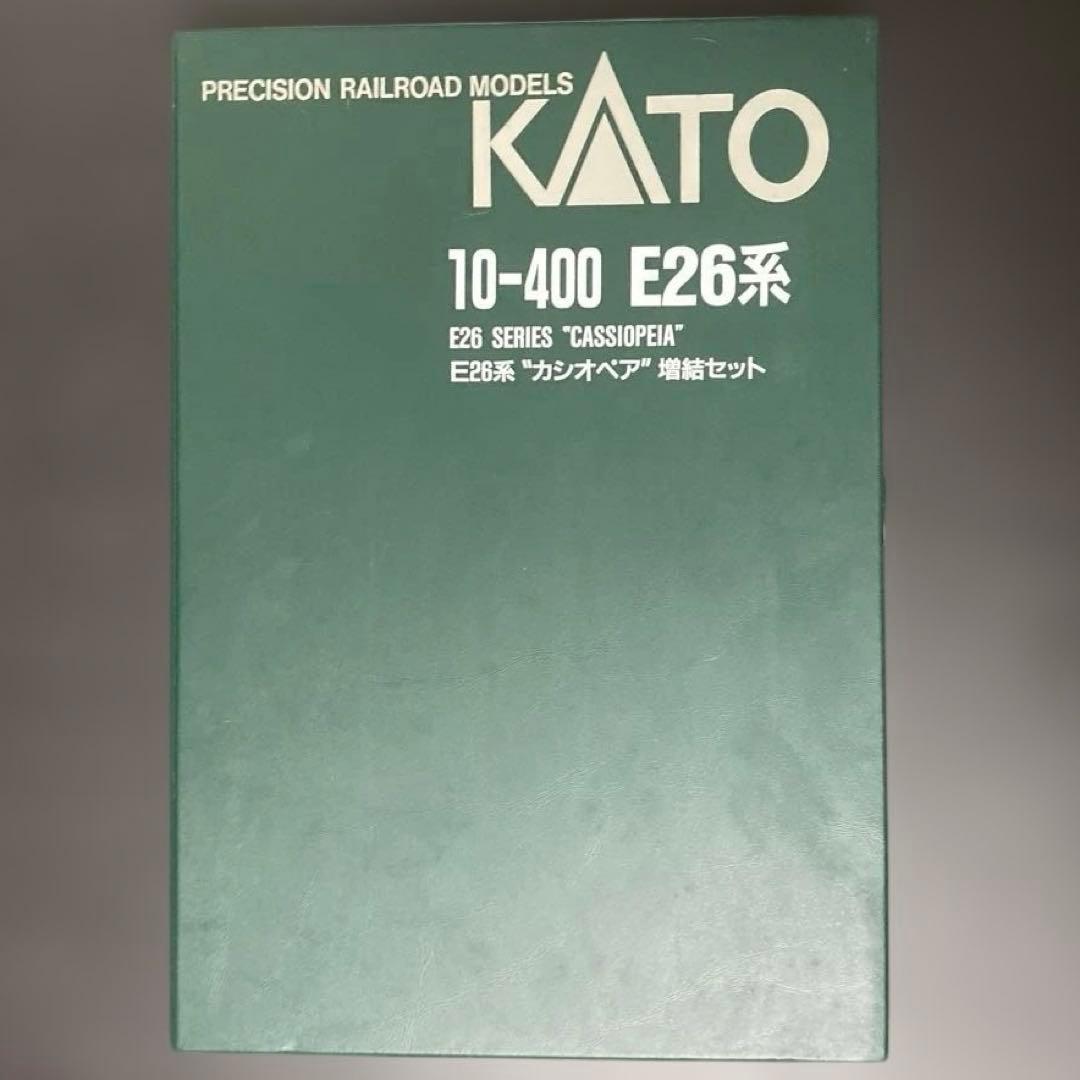 PRECISION RAILROAD MODELS
KATO
10-400 E26系
E26 SERIES "CASSIOPEIA"
E26系 "カシオペア" 増結セット